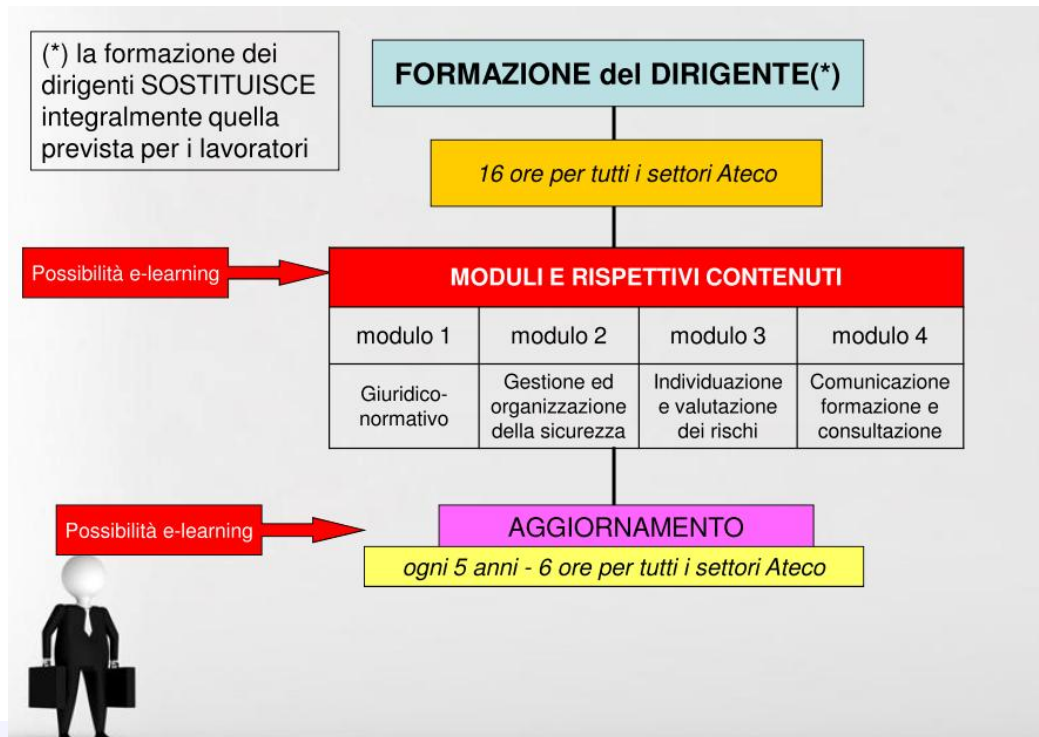 (*) la formazione dei
dirigenti SOSTITUISCE
integralmente quella
prevista per i lavoratori
FORMAZIONE del DIRIGENTE(*)
16 ore per tutti i settori Ateco
Possibilità e-learning
MODULI E RISPETTIVI CONTENUTI
modulo 1
modulo 2
modulo 3
modulo 4
Giuridico-
normativo
Gestione ed
organizzazione
della sicurezza
Individuazione
e valutazione
dei rischi
Comunicazione
formazione e
consultazione
Possibilità e-learning
AGGIORNAMENTO
ogni 5 anni - 6 ore per tutti i settori Ateco